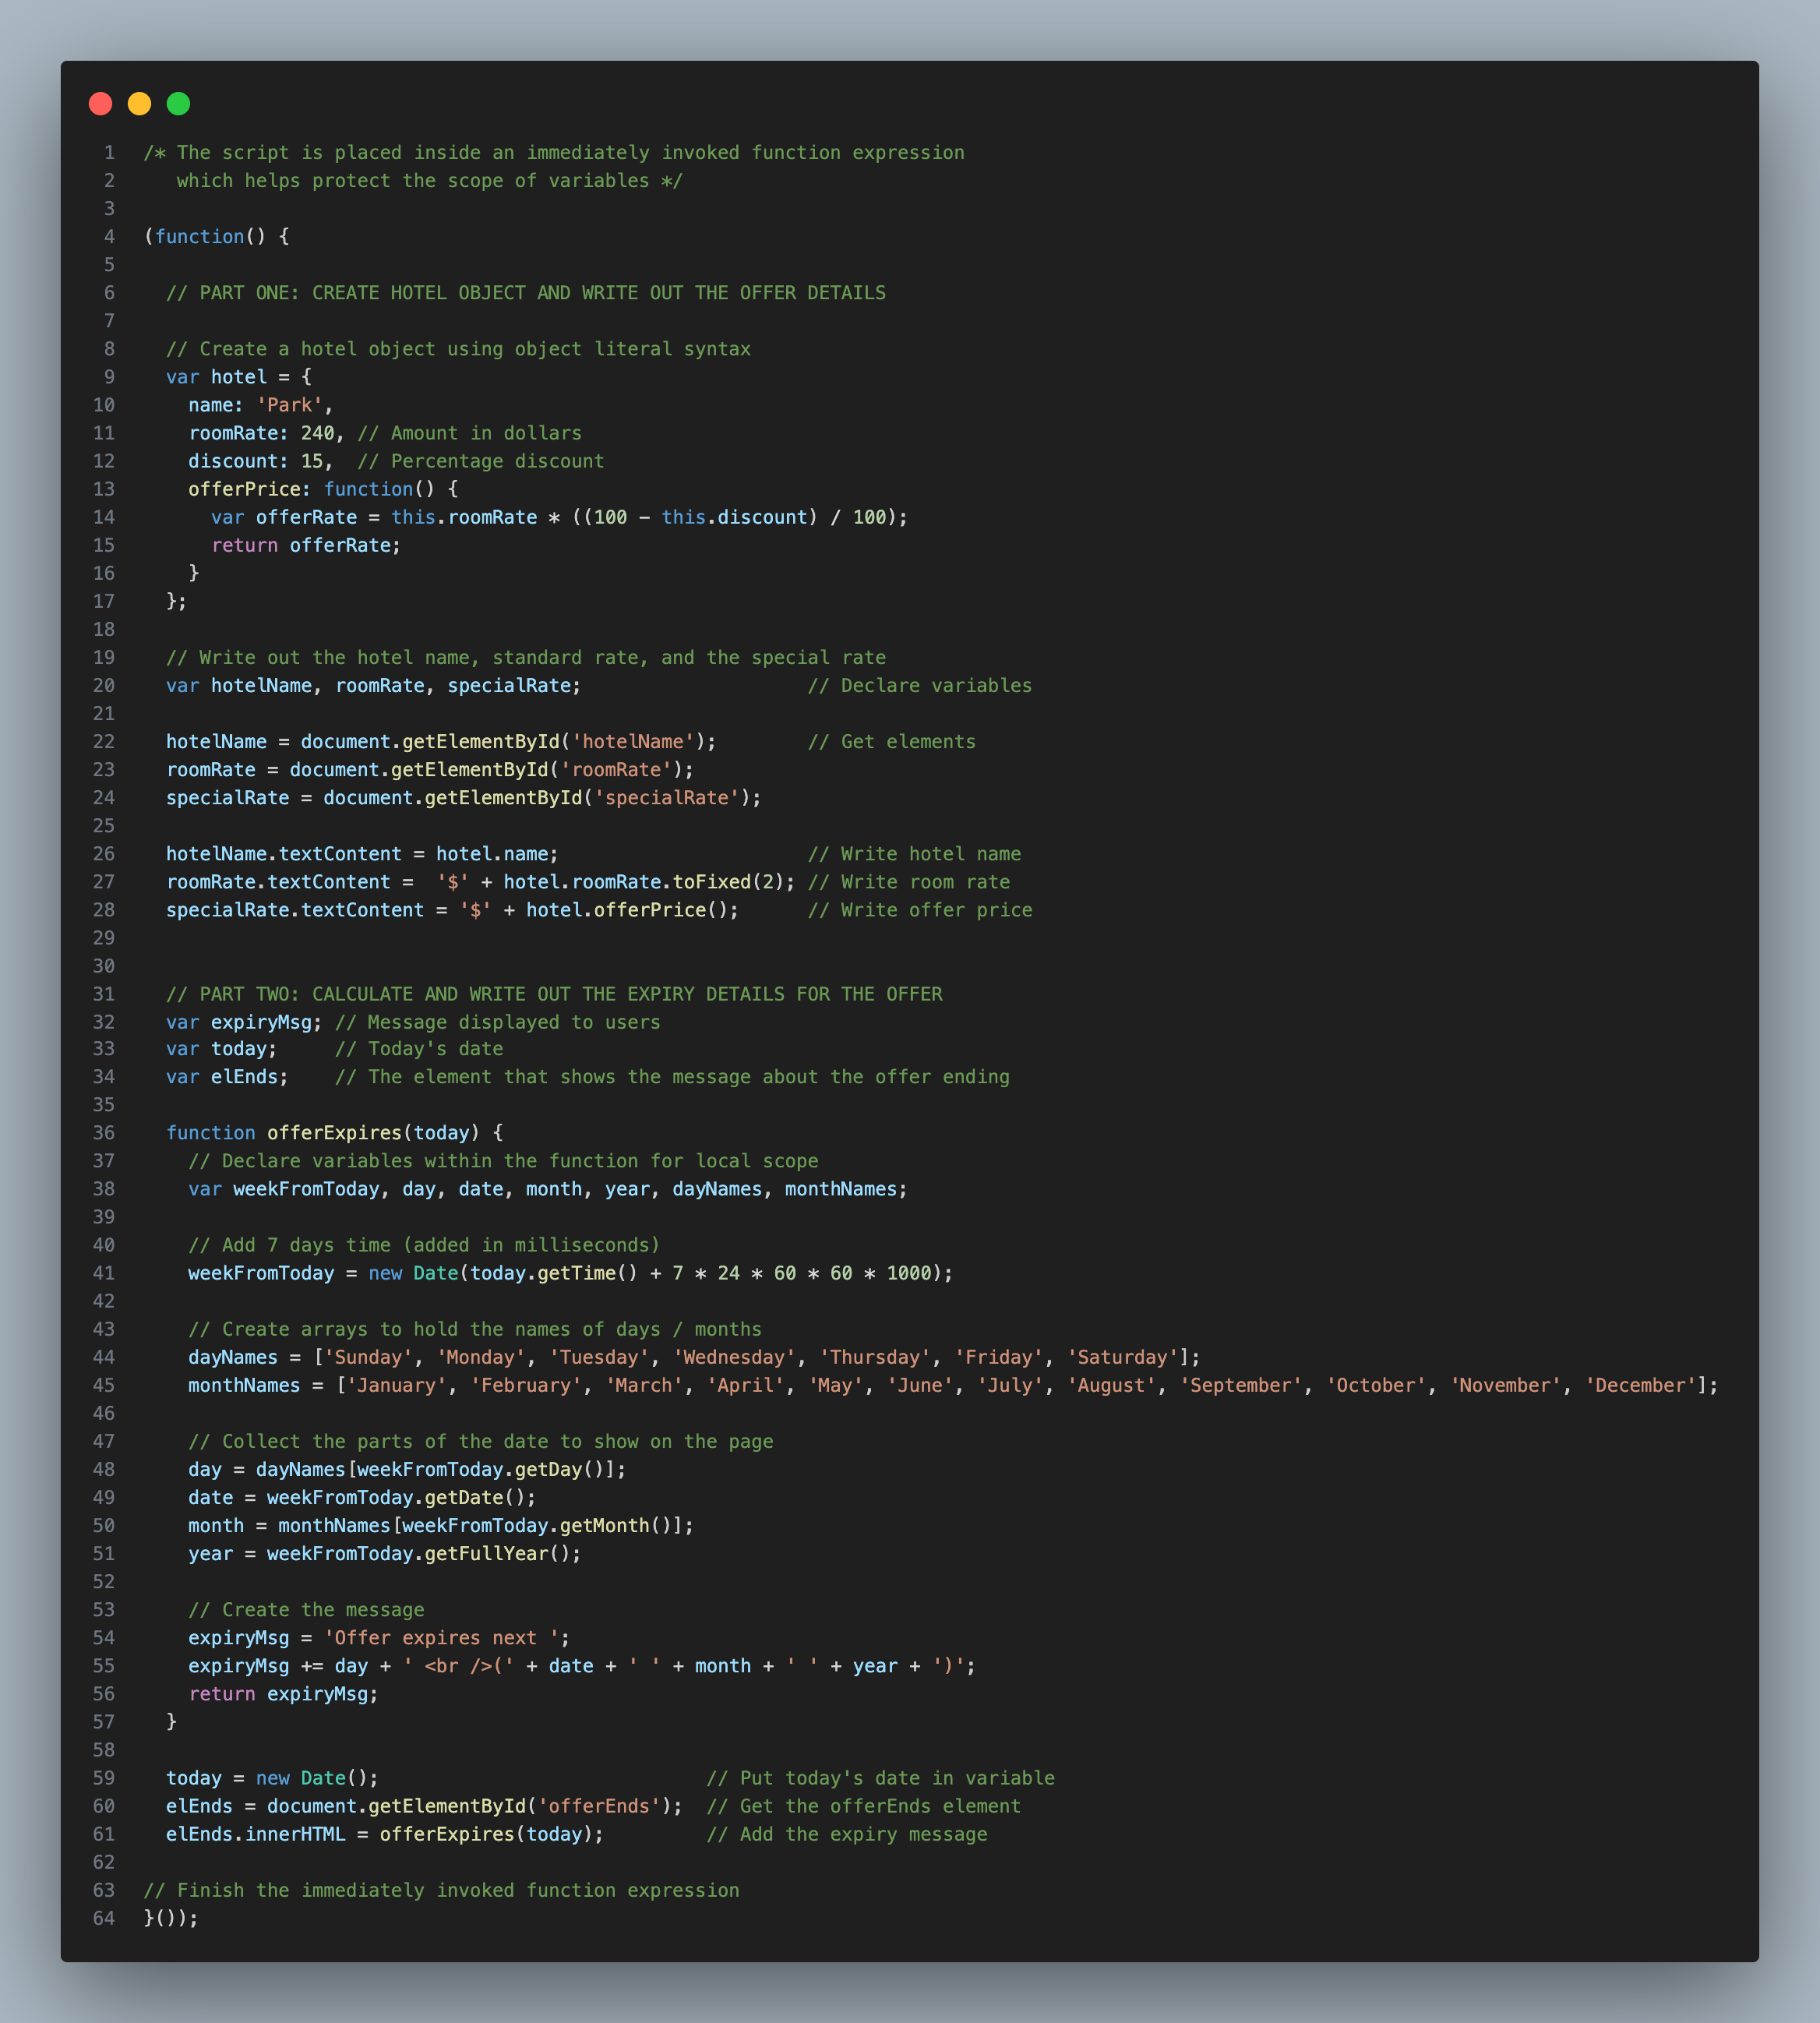 1 /* The script is placed inside an immediately invoked function expression
2    which helps protect the scope of variables */
3
4 (function() {
5
6   // PART ONE: CREATE HOTEL OBJECT AND WRITE OUT THE OFFER DETAILS
7
8   // Create a hotel object using object literal syntax
9   var hotel = {
10     name: 'Park',
11     roomRate: 240, // Amount in dollars
12     discount: 15,  // Percentage discount
13     offerPrice: function() {
14       var offerRate = this.roomRate * ((100 - this.discount) / 100);
15       return offerRate;
16     }
17   };
18
19   // Write out the hotel name, standard rate, and the special rate
20   var hotelName, roomRate, specialRate;                    // Declare variables
21
22   hotelName = document.getElementById('hotelName');        // Get elements
23   roomRate = document.getElementById('roomRate');
24   specialRate = document.getElementById('specialRate');
25
26   hotelName.textContent = hotel.name;                      // Write hotel name
27   roomRate.textContent =  '$' + hotel.roomRate.toFixed(2); // Write room rate
28   specialRate.textContent = '$' + hotel.offerPrice();      // Write offer price
29
30
31   // PART TWO: CALCULATE AND WRITE OUT THE EXPIRY DETAILS FOR THE OFFER
32   var expiryMsg; // Message displayed to users
33   var today;     // Today's date
34   var elEnds;    // The element that shows the message about the offer ending
35
36   function offerExpires(today) {
37     // Declare variables within the function for local scope
38     var weekFromToday, day, date, month, year, dayNames, monthNames;
39
40     // Add 7 days time (added in milliseconds)
41     weekFromToday = new Date(today.getTime() + 7 * 24 * 60 * 60 * 1000);
42
43     // Create arrays to hold the names of days / months
44     dayNames = ['Sunday', 'Monday', 'Tuesday', 'Wednesday', 'Thursday', 'Friday', 'Saturday'];
45     monthNames = ['January', 'February', 'March', 'April', 'May', 'June', 'July', 'August', 'September', 'October', 'November', 'December'];
46
47     // Collect the parts of the date to show on the page
48     day = dayNames[weekFromToday.getDay()];
49     date = weekFromToday.getDate();
50     month = monthNames[weekFromToday.getMonth()];
51     year = weekFromToday.getFullYear();
52
53     // Create the message
54     expiryMsg = 'Offer expires next ';
55     expiryMsg += day + ' <br />(' + date + ' ' + month + ' ' + year + ')';
56     return expiryMsg;
57   }
58
59   today = new Date();                             // Put today's date in variable
60   elEnds = document.getElementById('offerEnds');  // Get the offerEnds element
61   elEnds.innerHTML = offerExpires(today);         // Add the expiry message
62
63 // Finish the immediately invoked function expression
64 }());